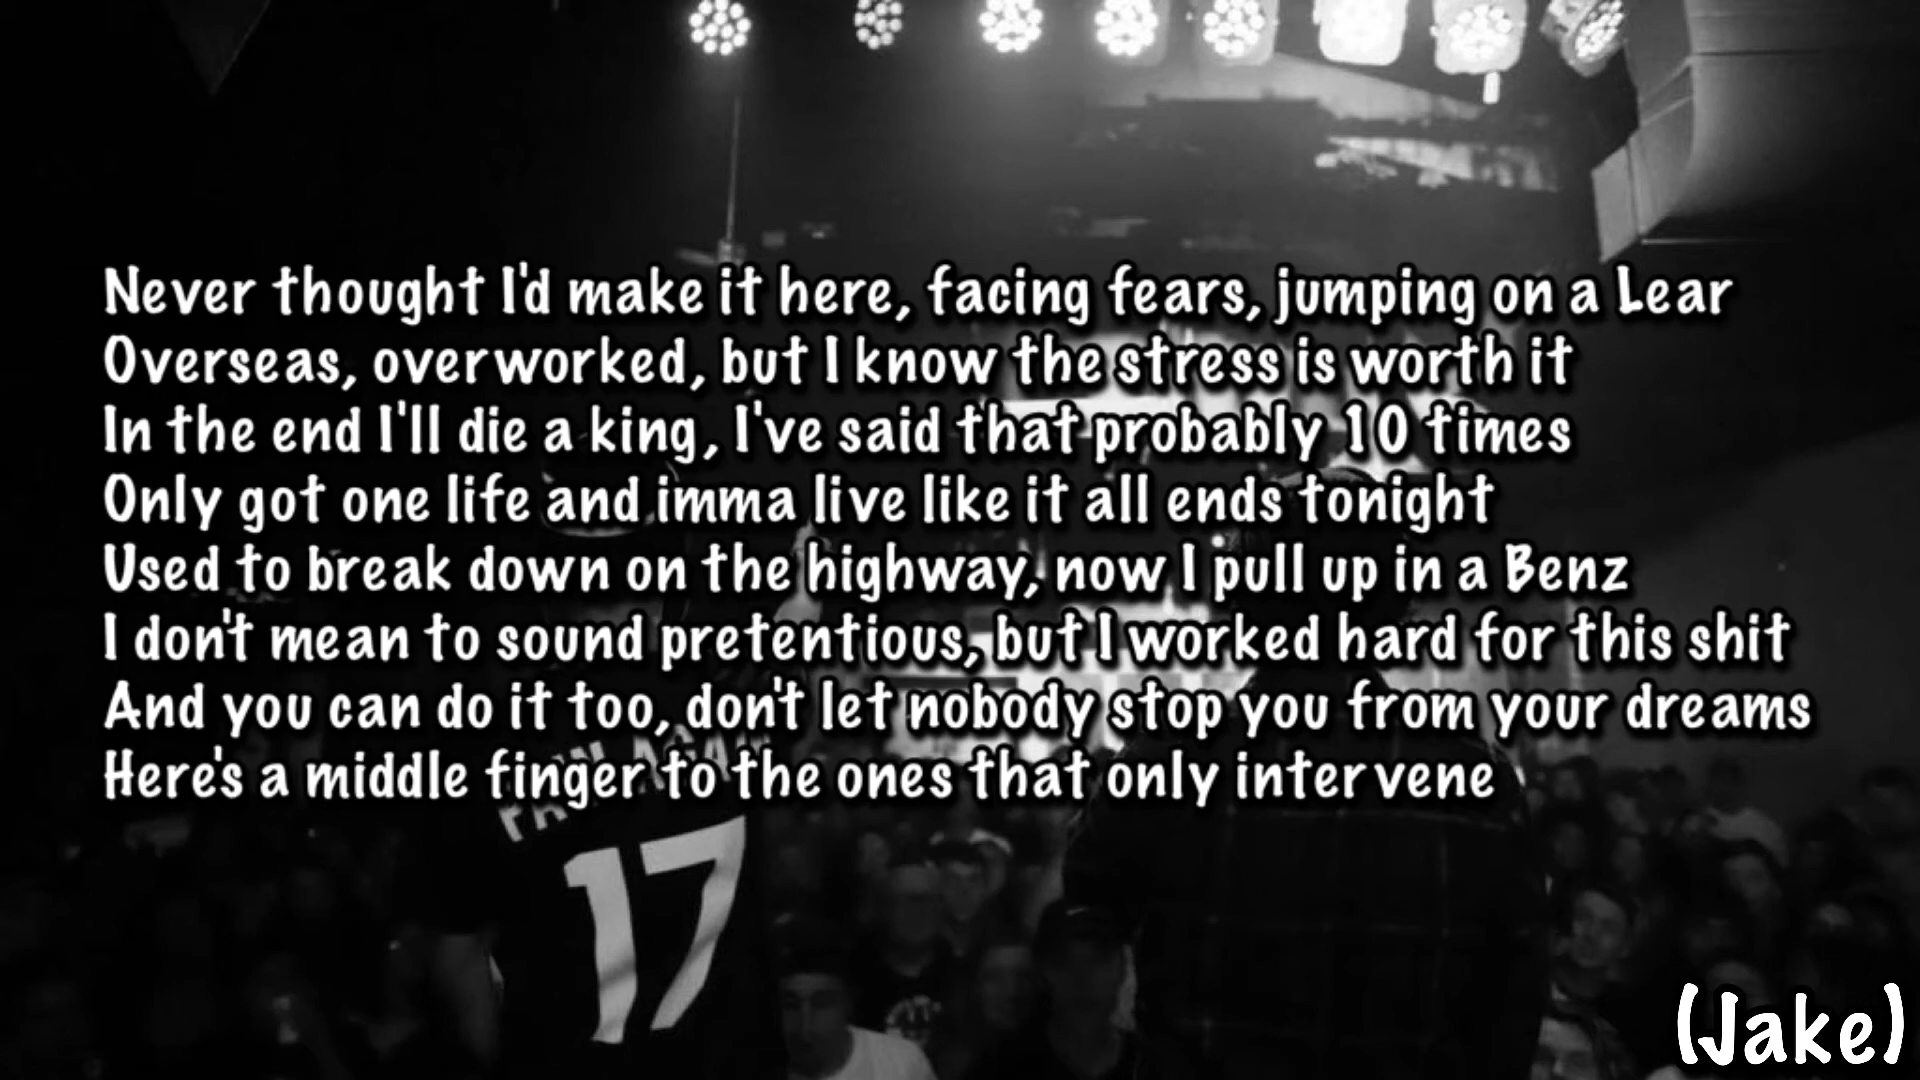 Never thought I'd make it here, facing fears, jumping on a Lear
Overseas, overworked, but I know the stress is worth it
In the end I'll die a king, I've said that probably 10 times
Only got one life and imma live like it all ends tonight
Used to break down on the highway, now I pull up in a Benz
I don't mean to sound pretentious, but I worked hard for this shit
And you can do it too, don't let nobody stop you from your dreams
Here's a middle finger to the ones that only intervene
17
(Jake)